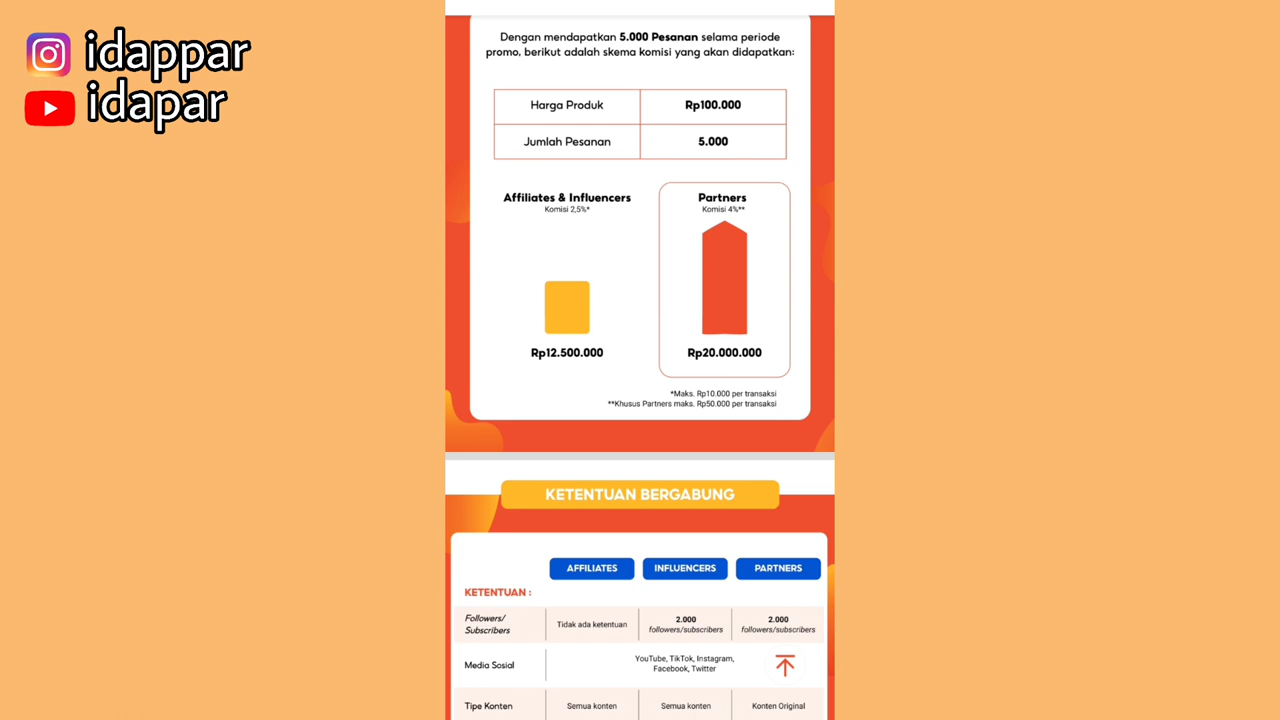 idappar
idapar
Dengan mendapatkan 5.000 Pesanan selama periode
promo, berikut adalah skema komisi yang akan didapatkan:
Harga Produk Rp100.000
Jumlah Pesanan 5.000
Affiliates & Influencers
Komisi 2,5%*
Rp12.500.000
Partners
Komisi 4%**
Rp20.000.000
*Maks. Rp10.000 per transaksi
**Khusus Partners maks. Rp50.000 per transaksi
KETENTUAN BERGABUNG
AFFILIATES INFLUENCERS PARTNERS
KETENTUAN :
Followers/
Subscribers
Tidak ada ketentuan
2.000
followers/subscribers
2.000
followers/subscribers
Media Sosial
YouTube, TikTok, Instagram,
Facebook, Twitter
Tipe Konten Semua konten Semua konten Konten Original